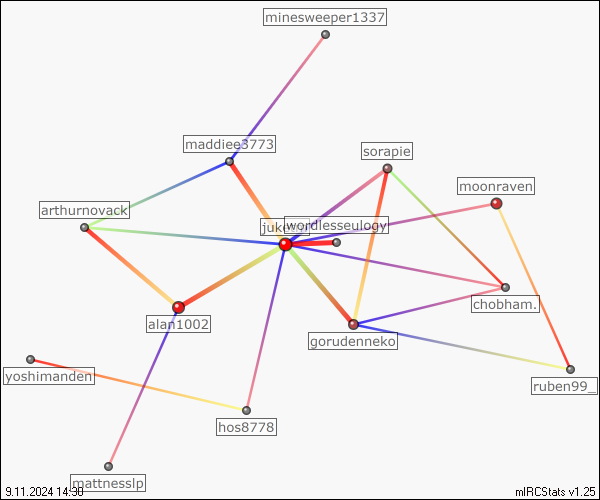 minesweeper1337
maddiee3773
sorapie
moonraven
arthurnovack
wordlesseulogy
chobham.
alan1002
gorudenneko
yoshimanden
ruben99_
hos8778
mattnesslp
9.11.2024 14:30
mIRCStats v1.25